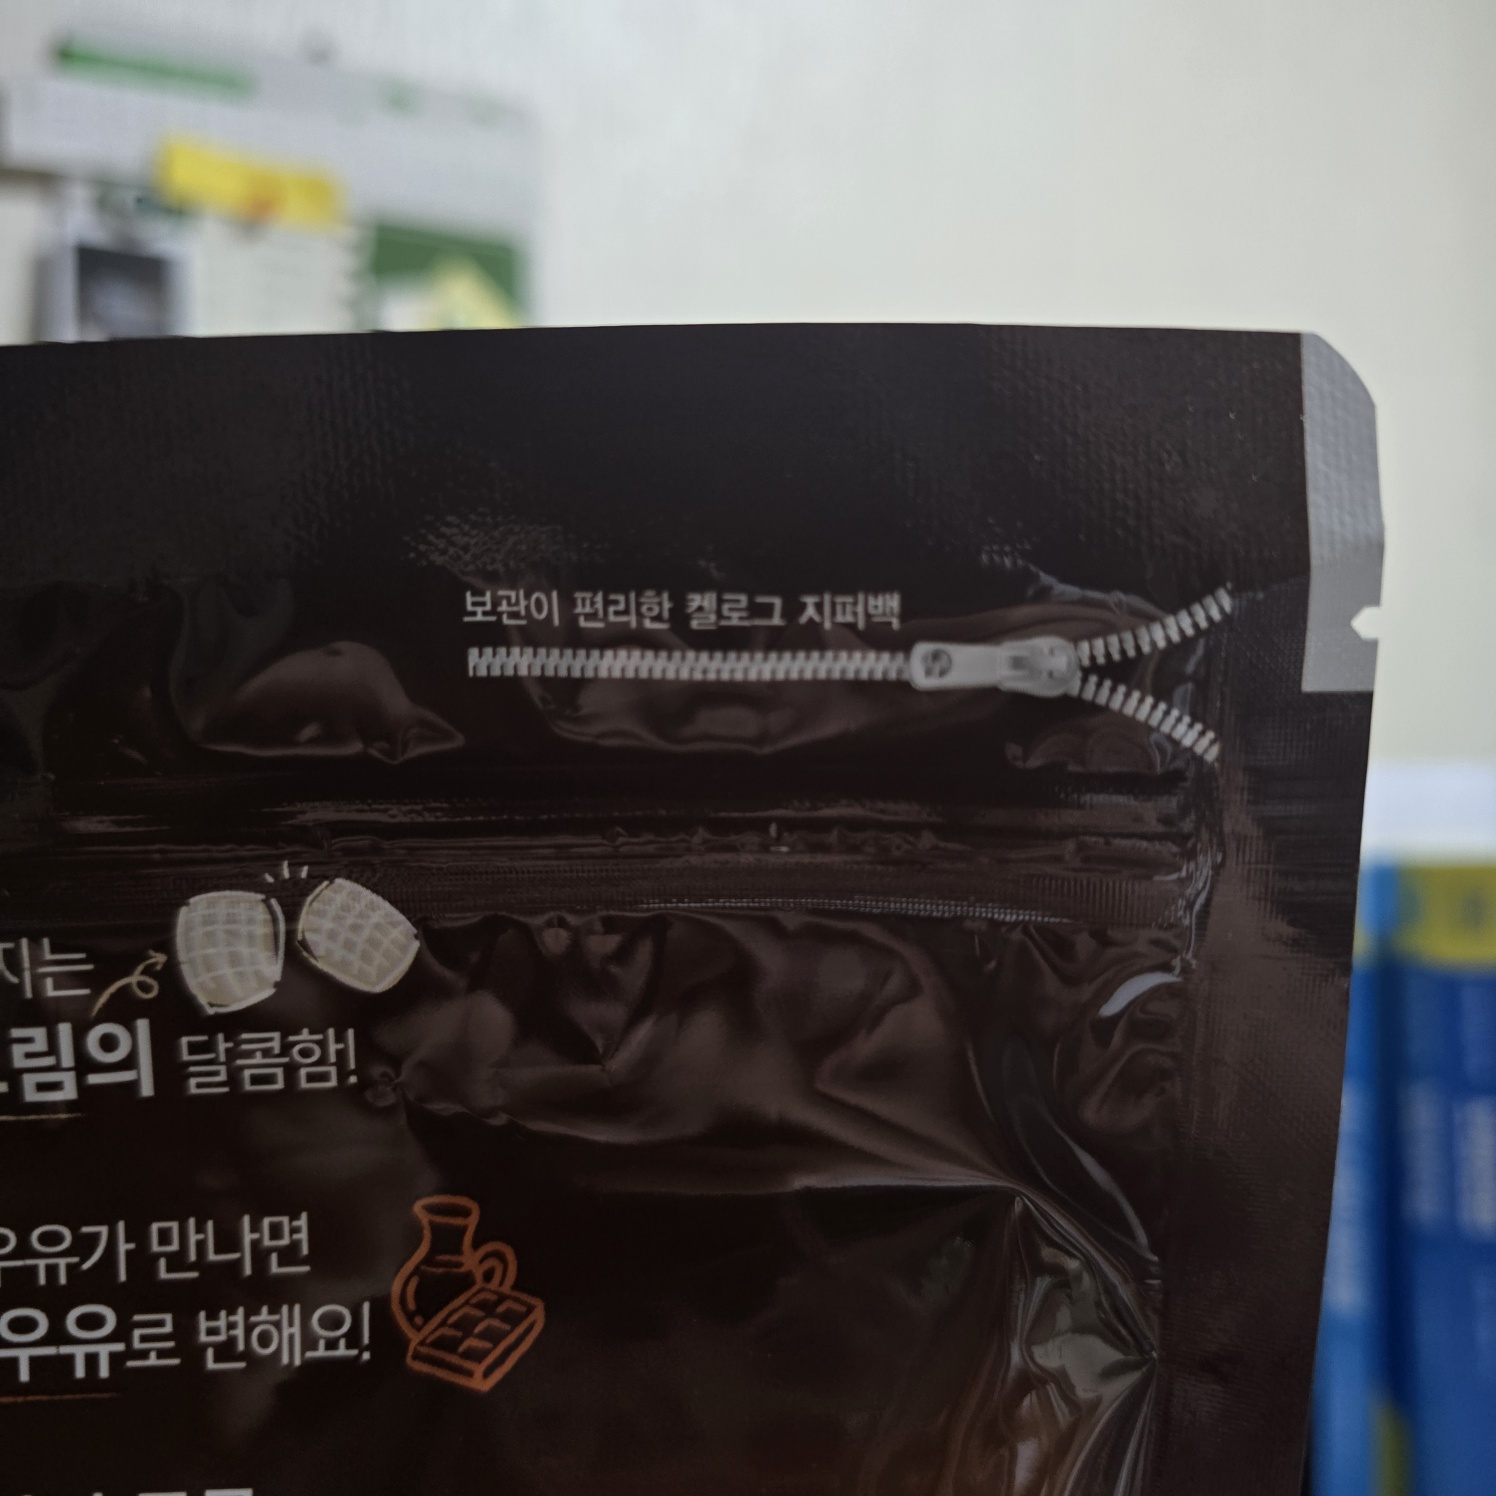 보관이 편리한 켈로그 지퍼백
지는
림의 달콤함!
우유가 만나면
우유로 변해요!